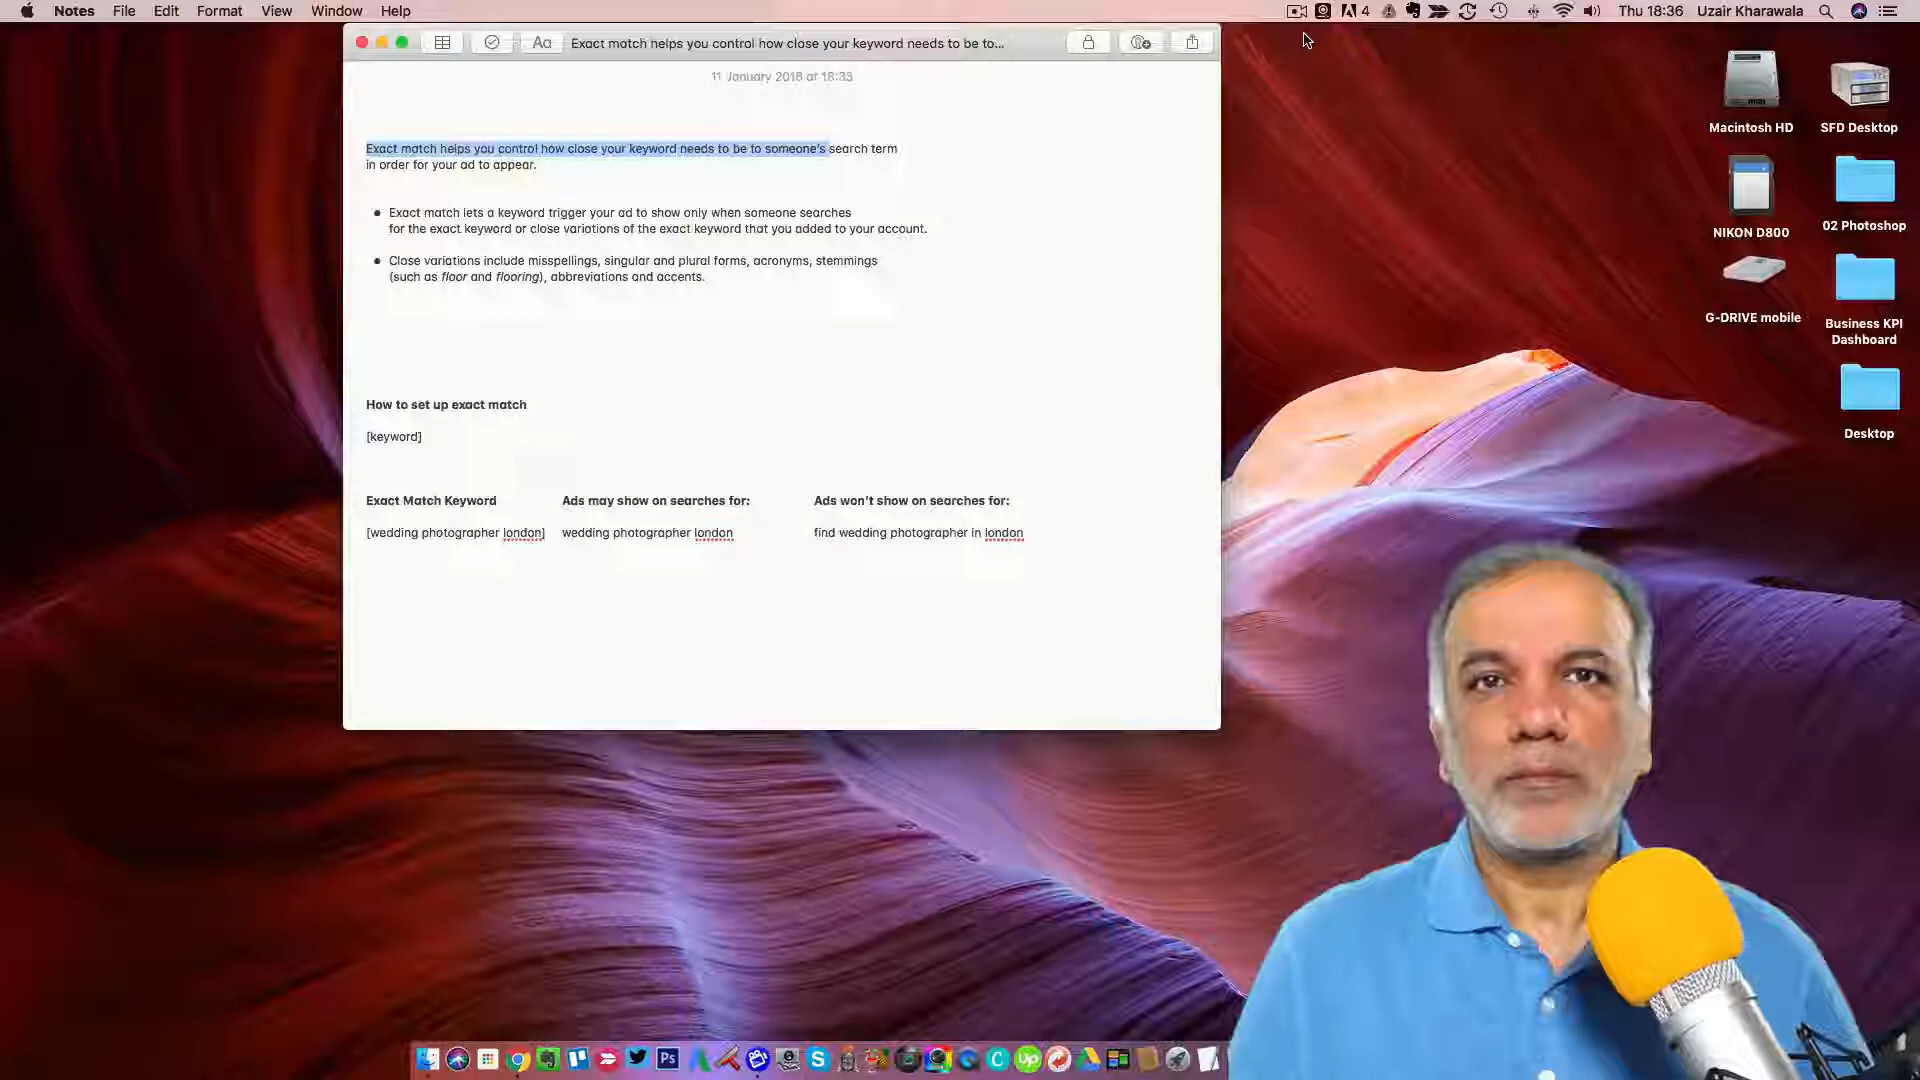 Notes File Edit Format View Window Help
4 Thu 18:36 Uzair Kharawala
Aa Exact match helps you control how close your keyword needs to be to...
11 January 2018 at 18:33
Exact match helps you control how close your keyword needs to be to someone's search term
in order for your ad to appear.
Exact match lets a keyword trigger your ad to show only when someone searches
for the exact keyword or close variations of the exact keyword that you added to your account.
Close variations include misspellings, singular and plural forms, acronyms, stemmings
(such as floor and flooring), abbreviations and accents.
How to set up exact match
[keyword]
Exact Match Keyword Ads may show on searches for: Ads won't show on searches for:
[wedding photographer london] wedding photographer london find wedding photographer in london
Macintosh HD
SFD Desktop
NIKON D800
02 Photoshop
G-DRIVE mobile
Business KPI
Dashboard
Desktop
Ps
S
C
Up